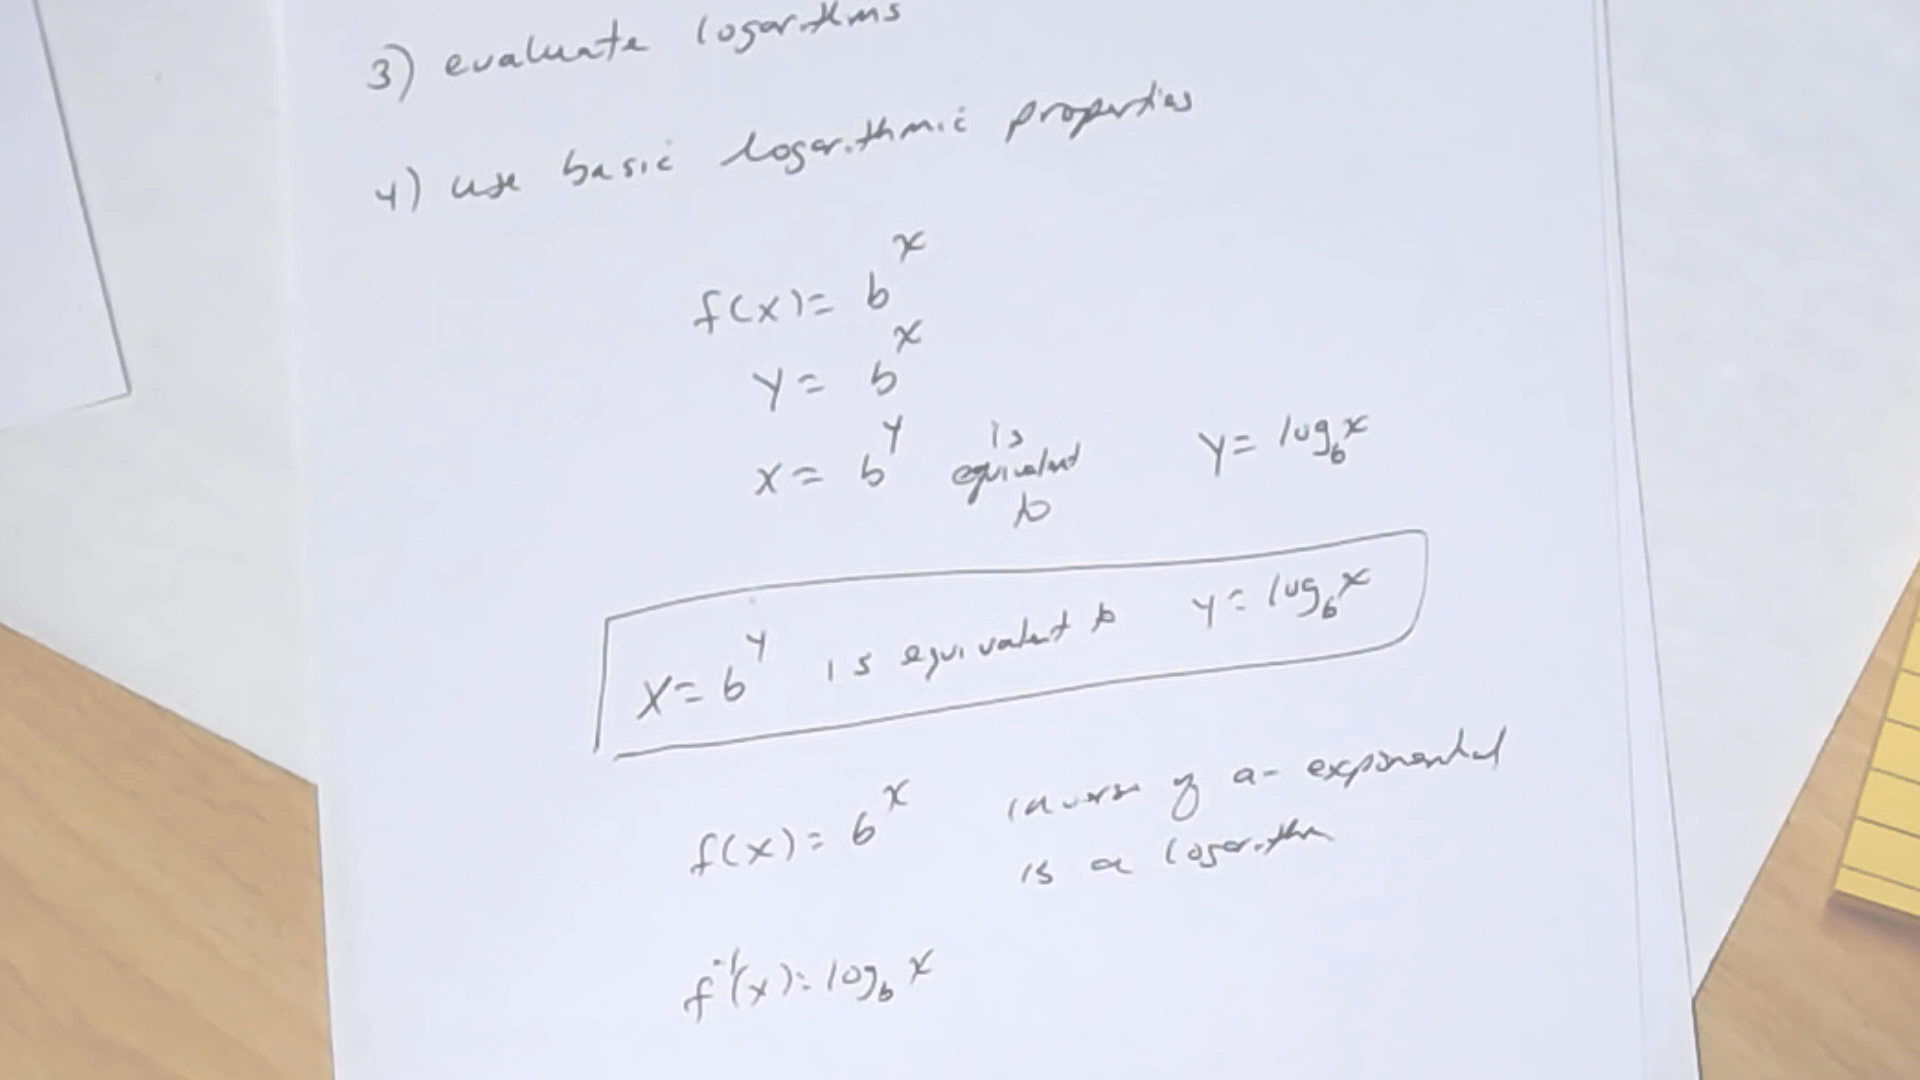 3) evaluate logarithms
4) use basic logarithmic properties
f(x) = b^x
y = b^x
x = b^y is equivalent to y = log_b x
x = b^y is equivalent to y = log_b x
f(x) = b^x inverse of an exponential
is a logarithm
f^-1(x) = log_b x